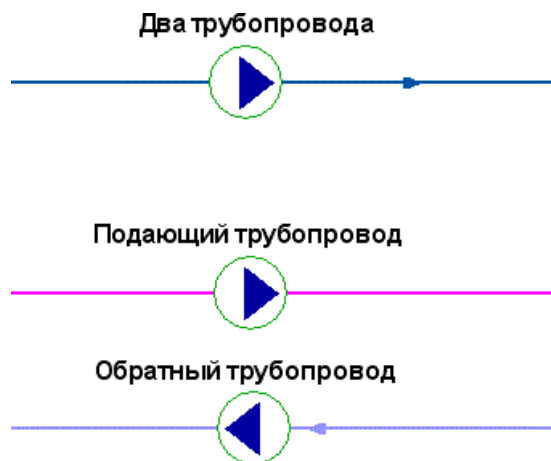 Два трубопровода
Подающий трубопровод
Обратный трубопровод